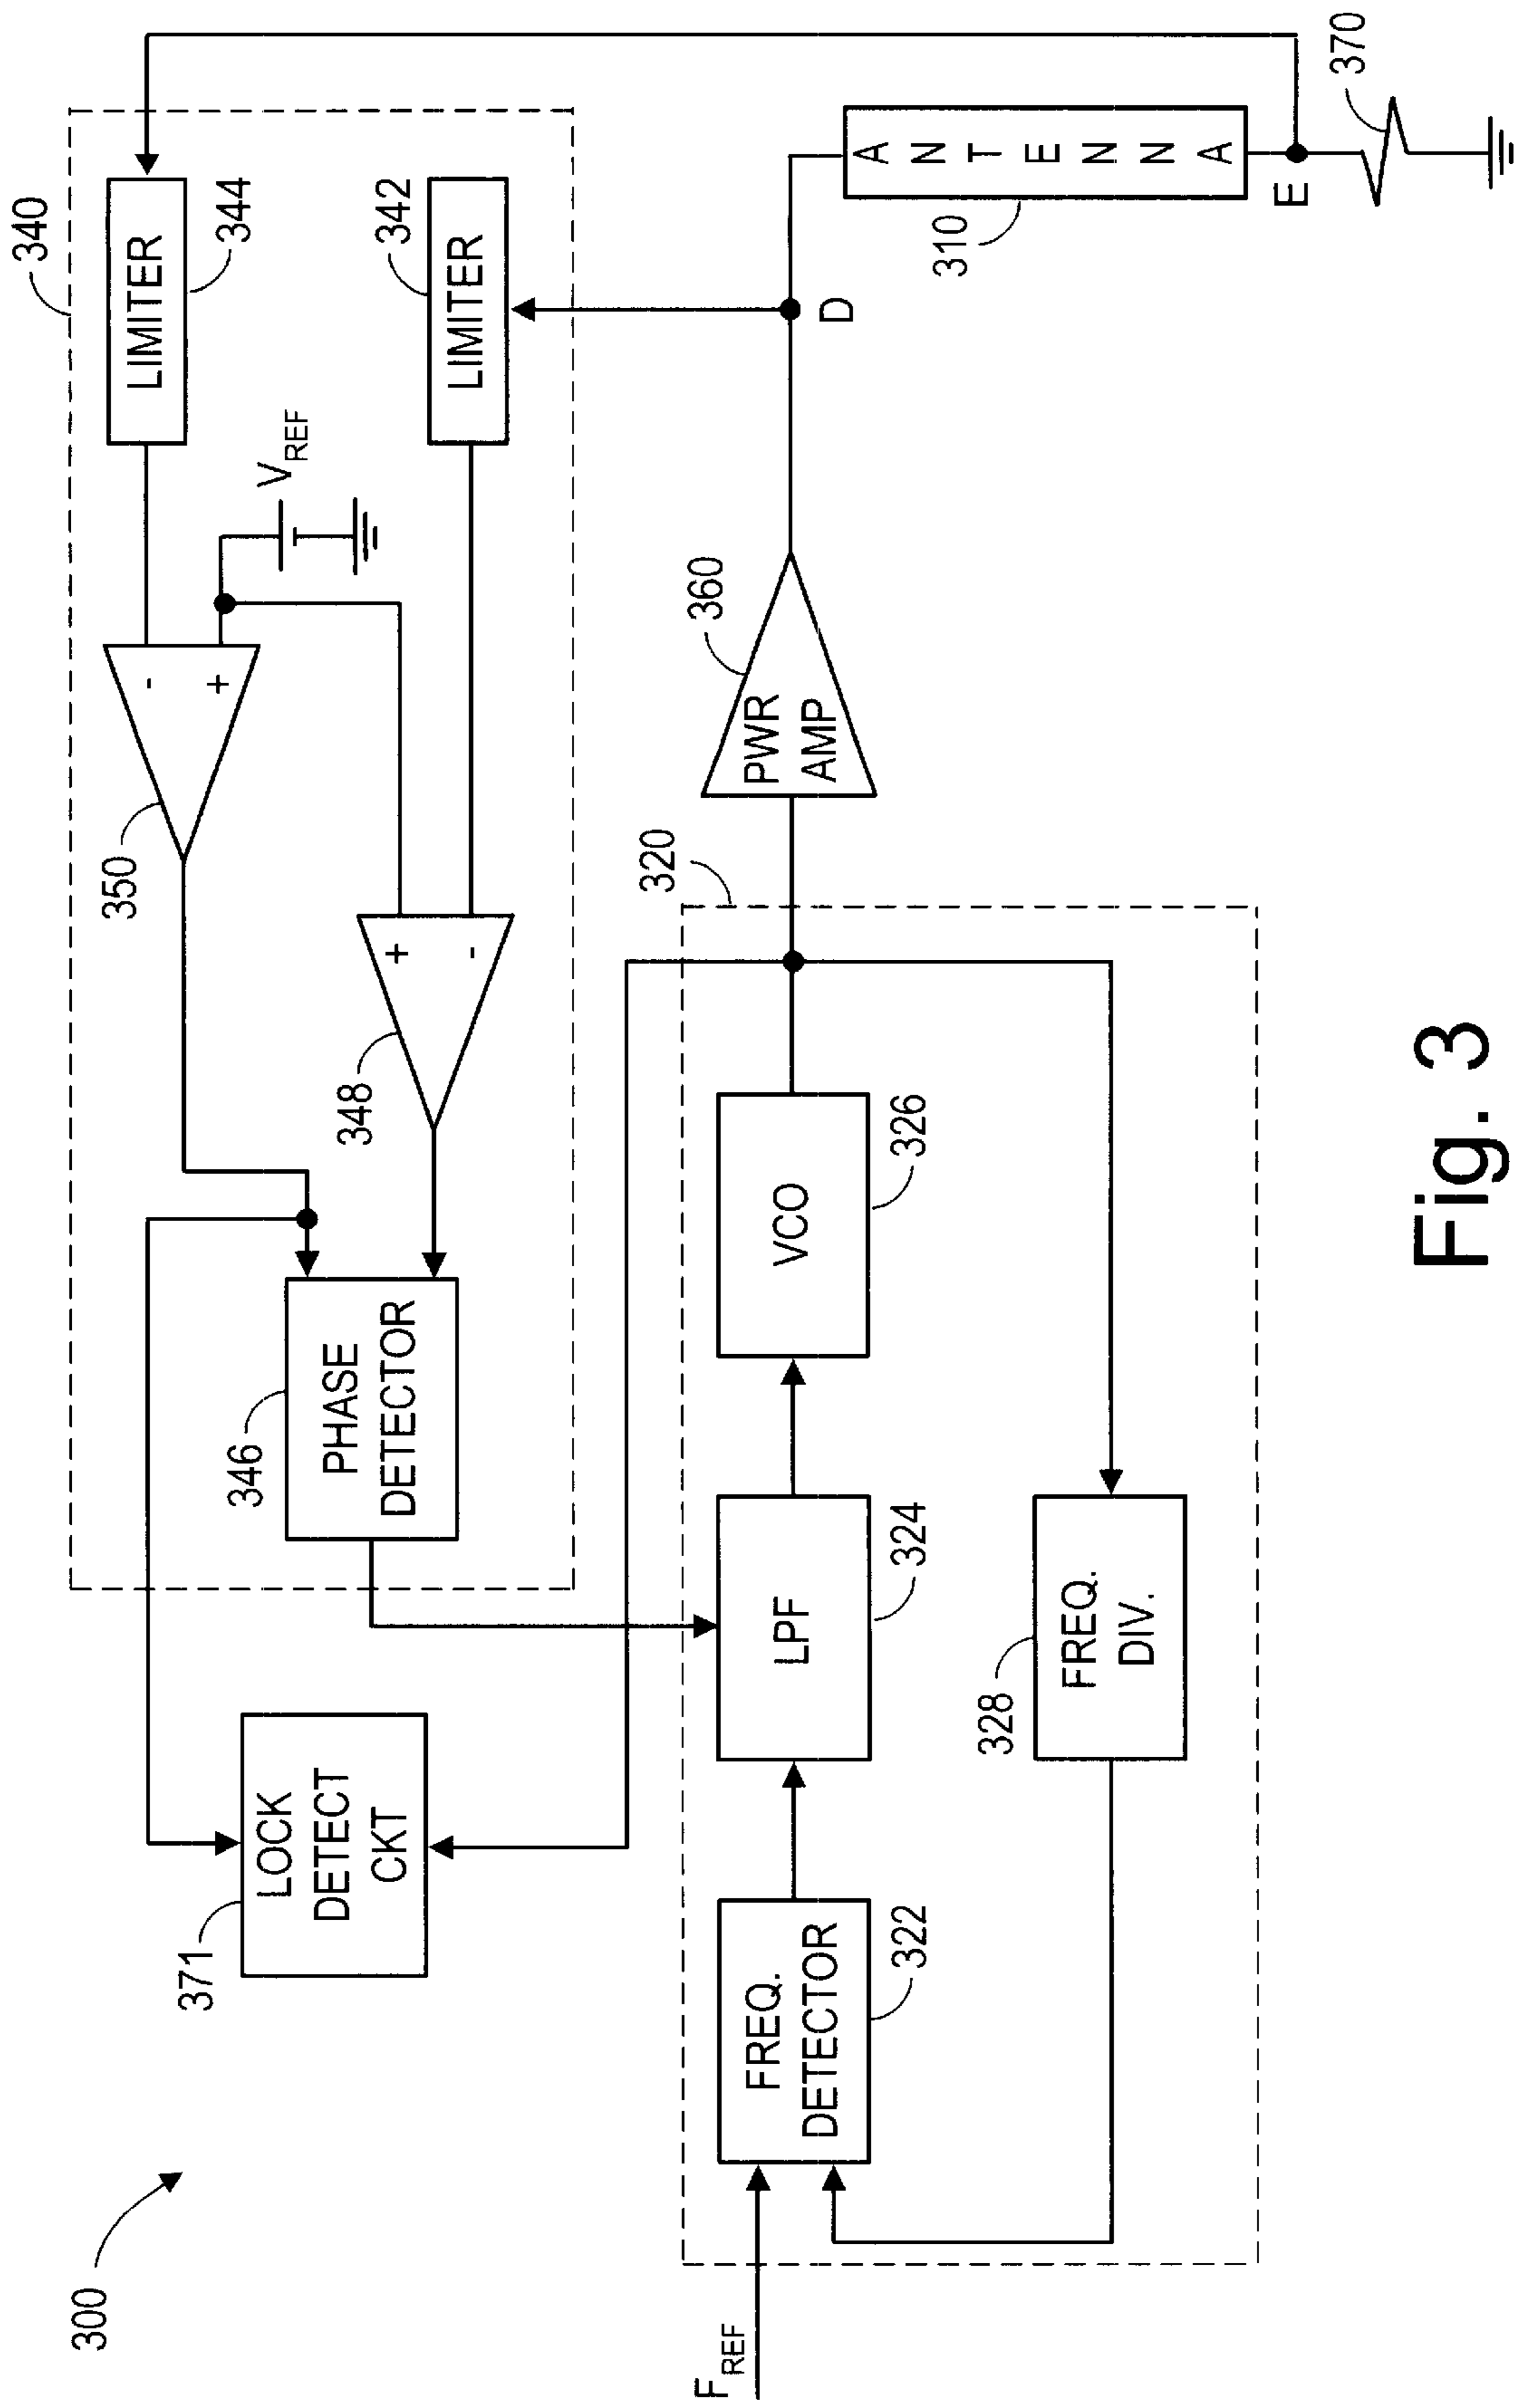 300
340
LIMITER
344
350
-
+
V REF
LIMITER
342
348
+
-
346
PHASE
DETECTOR
371
LOCK
DETECT
CKT
320
360
PWR
AMP
D
310
ANTENNA
E
370
F REF
FREQ.
DETECTOR
322
LPF
324
VCO
326
328
FREQ.
DIV.
Fig. 3